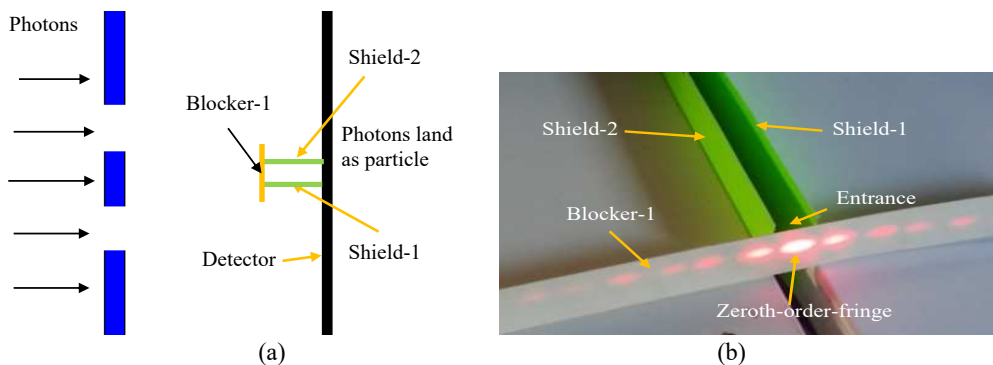 Photons
Shield-2
Blocker-1
Photons land
as particle
Detector
Shield-1
(a)
Shield-2
Shield-1
Entrance
Blocker-1
Zeroth-order-fringe
(b)